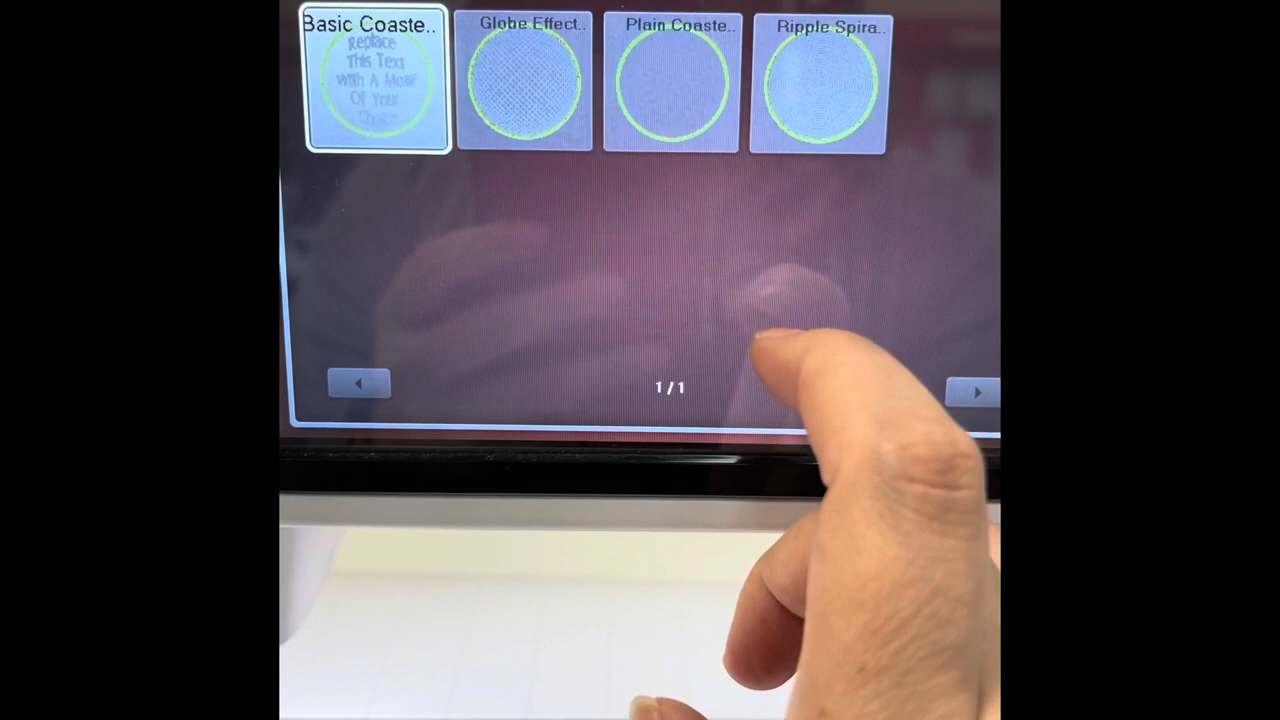 Basic Coaste..
Globe Effect..
Plain Coaste..
Ripple Spira..
Replace
This Text
With A Motif
Of Your
Choice
1/1